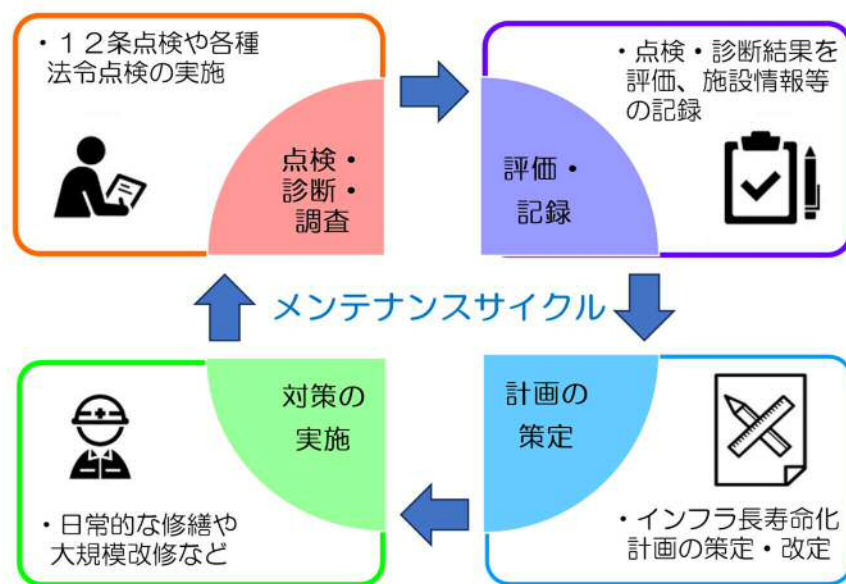 ・１２条点検や各種
法令点検の実施
点検・
診断・
調査
・点検・診断結果を
評価、施設情報等
の記録
評価・
記録
メンテナンスサイクル
対策の
実施
・日常的な修繕や
大規模改修など
計画の
策定
・インフラ長寿命化
計画の策定・改定